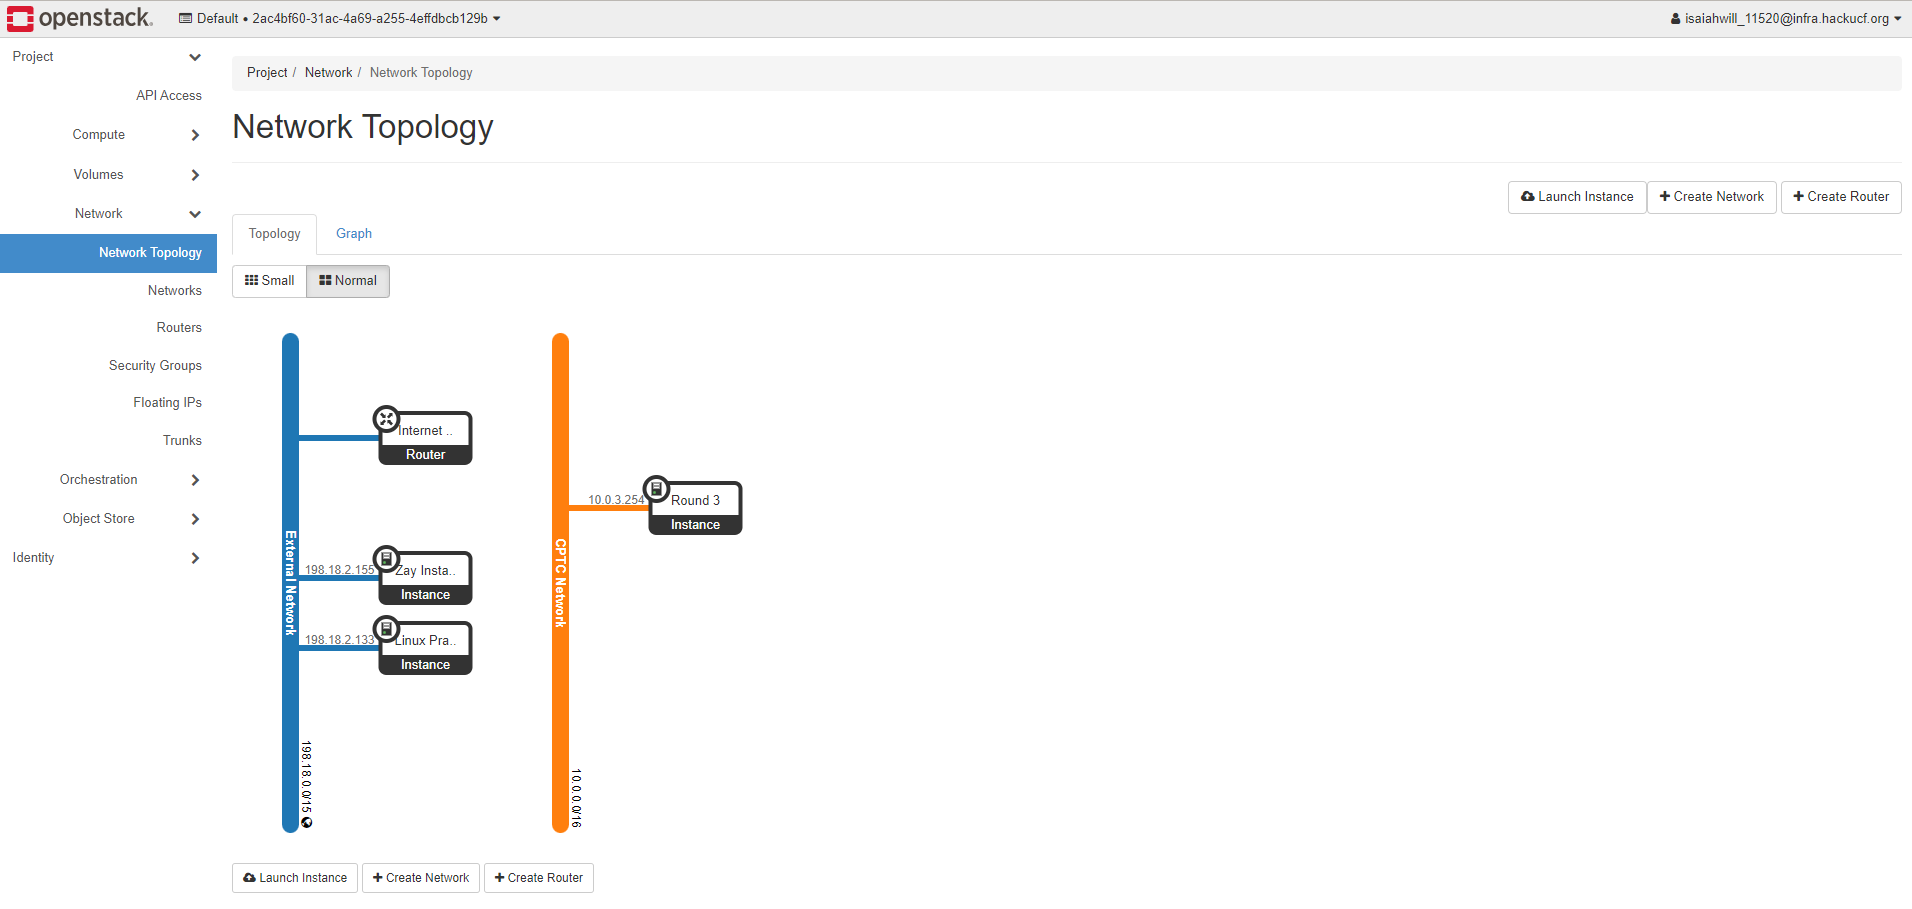 openstack.
Default • 2ac4bf60-31ac-4a69-a255-4effdbcb129b
isaiahwill_11520@infra.hackucf.org
Project
API Access
Compute
Volumes
Network
Network Topology
Networks
Routers
Security Groups
Floating IPs
Trunks
Orchestration
Object Store
Identity
Project / Network / Network Topology
Network Topology
Launch Instance
Create Network
Create Router
Topology
Graph
Small
Normal
External Network
198.18.0.0/15
Internet ..
Router
198.18.2.155
Zay Insta..
Instance
198.18.2.133
Linux Pra..
Instance
CPTC Network
10.0.0.0/16
10.0.3.254
Round 3
Instance
Launch Instance
Create Network
Create Router